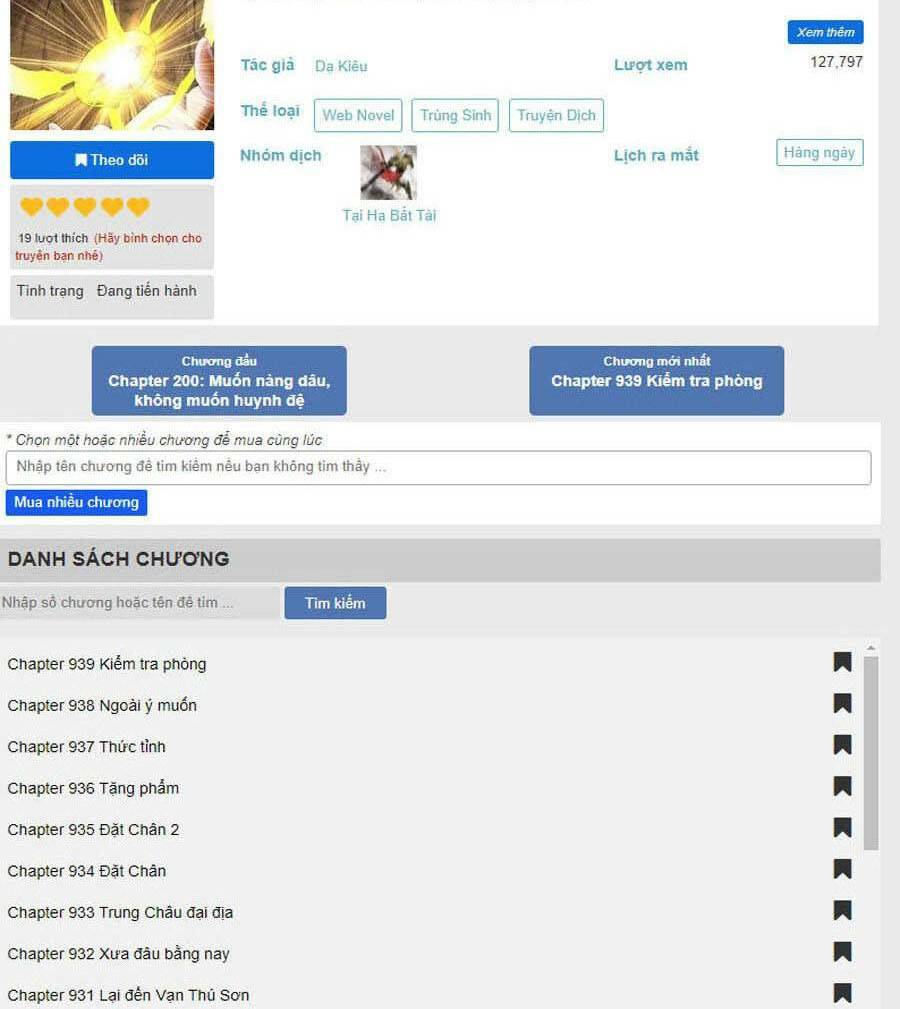 Xem thêm
Tác giả Dạ Kiêu Lượt xem 127,797
Thể loại Web Novel Trùng Sinh Truyện Dịch
Nhóm dịch Lịch ra mắt Hàng ngày
Tại Hạ Bất Tài
Theo dõi
19 lượt thích (Hãy bình chọn cho
truyện bạn nhé)
Tình trạng Đang tiến hành
Chương đầu
Chapter 200: Muốn nàng dâu,
không muốn huynh đệ
Chương mới nhất
Chapter 939 Kiểm tra phòng
* Chọn một hoặc nhiều chương để mua cùng lúc
Nhập tên chương để tìm kiếm nếu bạn không tìm thấy ...
Mua nhiều chương
DANH SÁCH CHƯƠNG
Nhập số chương hoặc tên để tìm ...
Tìm kiếm
Chapter 939 Kiểm tra phòng
Chapter 938 Ngoài ý muốn
Chapter 937 Thức tỉnh
Chapter 936 Tặng phẩm
Chapter 935 Đặt Chân 2
Chapter 934 Đặt Chân
Chapter 933 Trung Châu đại địa
Chapter 932 Xưa đâu bằng nay
Chapter 931 Lại đến Vạn Thú Sơn